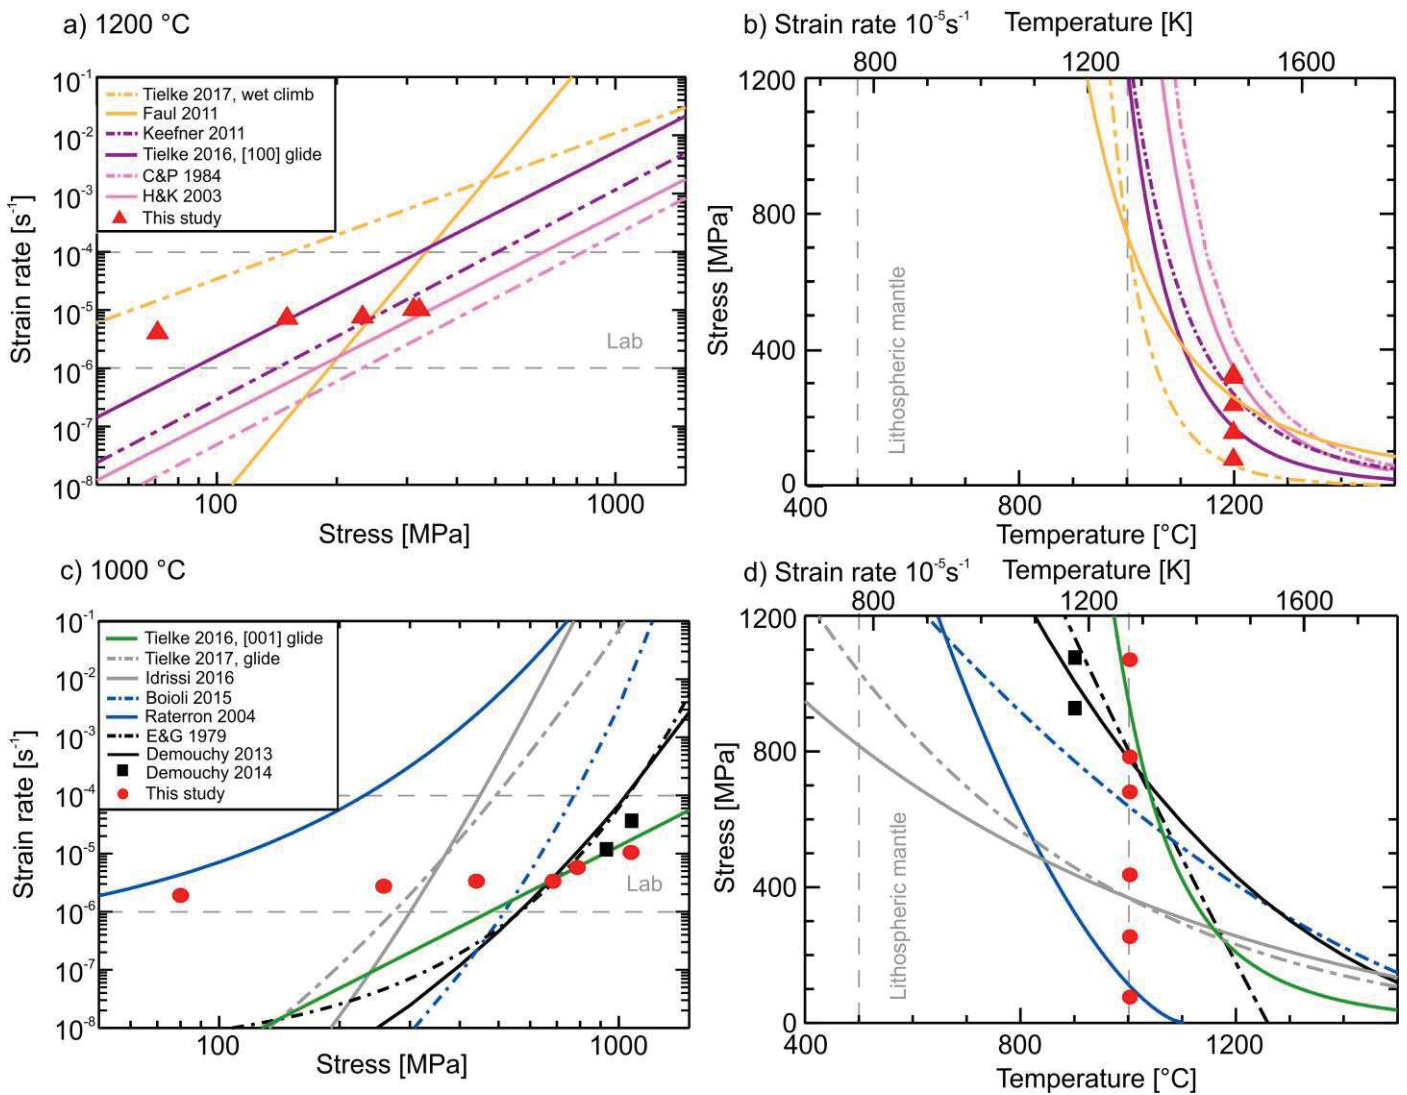 a) 1200 °C
10⁻¹
10⁻²
10⁻³
10⁻⁴
10⁻⁵
10⁻⁶
10⁻⁷
10⁻⁸
Strain rate [s⁻¹]
Tielke 2017, wet climb
Faul 2011
Keefner 2011
Tielke 2016, [100] glide
C&P 1984
H&K 2003
This study
Lab
100
1000
Stress [MPa]
b) Strain rate 10⁻⁵s⁻¹
Temperature [K]
800
1200
1600
1200
800
400
0
Stress [MPa]
Lithospheric mantle
400
800
1200
Temperature [°C]
c) 1000 °C
10⁻¹
10⁻²
10⁻³
10⁻⁴
10⁻⁵
10⁻⁶
10⁻⁷
10⁻⁸
Strain rate [s⁻¹]
Tielke 2016, [001] glide
Tielke 2017, glide
Idrissi 2016
Boioli 2015
Raterron 2004
E&G 1979
Demouchy 2013
Demouchy 2014
This study
Lab
100
1000
Stress [MPa]
d) Strain rate 10⁻⁵s⁻¹
Temperature [K]
800
1200
1600
1200
800
400
0
Stress [MPa]
Lithospheric mantle
400
800
1200
Temperature [°C]